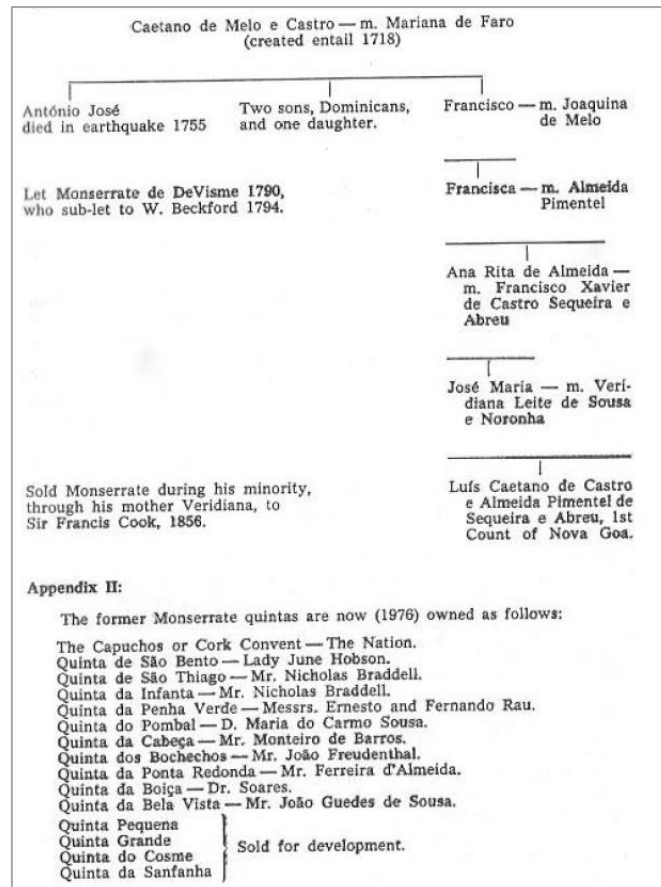 Caetano de Melo e Castro — m. Mariana de Faro
(created entail 1718)
António José
died in earthquake 1755
Two sons, Dominicans,
and one daughter.
Francisco — m. Joaquina
de Melo
Let Monserrate de DeVisme 1790,
who sub-let to W. Beckford 1794.
Francisca — m. Almeida
Pimentel
Ana Rita de Almeida —
m. Francisco Xavier
de Castro Sequeira e
Abreu
José Maria — m. Verí-
diana Leite de Sousa
e Noronha
Sold Monserrate during his minority,
through his mother Veridiana, to
Sir Francis Cook, 1856.
Luís Caetano de Castro
e Almeida Pimentel de
Sequeira e Abreu, 1st
Count of Nova Goa.
Appendix II:
The former Monserrate quintas are now (1976) owned as follows:
The Capuchos or Cork Convent — The Nation.
Quinta de São Bento — Lady June Hobson.
Quinta de São Thiago — Mr. Nicholas Braddell.
Quinta da Infanta — Mr. Nicholas Braddell.
Quinta da Penha Verde — Messrs. Ernesto and Fernando Rau.
Quinta do Pombal — D. Maria do Carmo Sousa.
Quinta da Cabeça — Mr. Monteiro de Barros.
Quinta dos Bochechos — Mr. João Freudenthal.
Quinta da Ponta Redonda — Mr. Ferreira d'Almeida.
Quinta da Boiça — Dr. Soares.
Quinta da Bela Vista — Mr. João Guedes de Sousa.
Quinta Pequena
Quinta Grande
Quinta do Cosme
Quinta da Sanfanha
Sold for development.